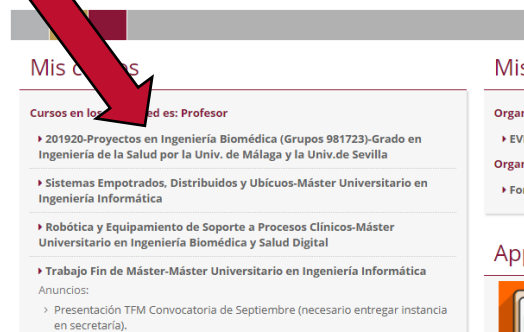 Mis
Mis
Cursos en los ed es: Profesor
Organ
201920-Proyectos en Ingeniería Biomédica (Grupos 981723)-Grado en
Ingeniería de la Salud por la Univ. de Málaga y la Univ.de Sevilla
Sistemas Empotrados, Distribuidos y Ubícuos-Máster Universitario en
Ingeniería Informática
Robótica y Equipamiento de Soporte a Procesos Clínicos-Máster
Universitario en Ingeniería Biomédica y Salud Digital
Trabajo Fin de Máster-Máster Universitario en Ingeniería Informática
Anuncios:
Presentación TFM Convocatoria de Septiembre (necesario entregar instancia
en secretaría).
EV
Organ
For
App